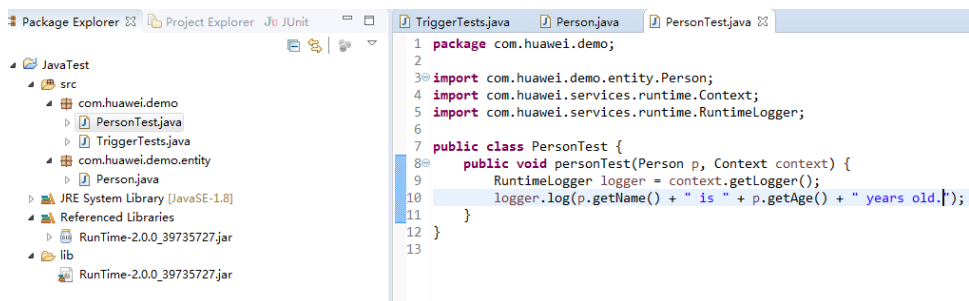 Package Explorer Project Explorer JUnit
JavaTest
src
com.huawei.demo
PersonTest.java
TriggerTests.java
com.huawei.demo.entity
Person.java
JRE System Library [JavaSE-1.8]
Referenced Libraries
RunTime-2.0.0_39735727.jar
lib
RunTime-2.0.0_39735727.jar
TriggerTests.java Person.java PersonTest.java
1 package com.huawei.demo;
2
3 import com.huawei.demo.entity.Person;
4 import com.huawei.services.runtime.Context;
5 import com.huawei.services.runtime.RuntimeLogger;
6
7 public class PersonTest {
8 public void personTest(Person p, Context context) {
9 RuntimeLogger logger = context.getLogger();
10 logger.log(p.getName() + " is " + p.getAge() + " years old.");
11 }
12 }
13